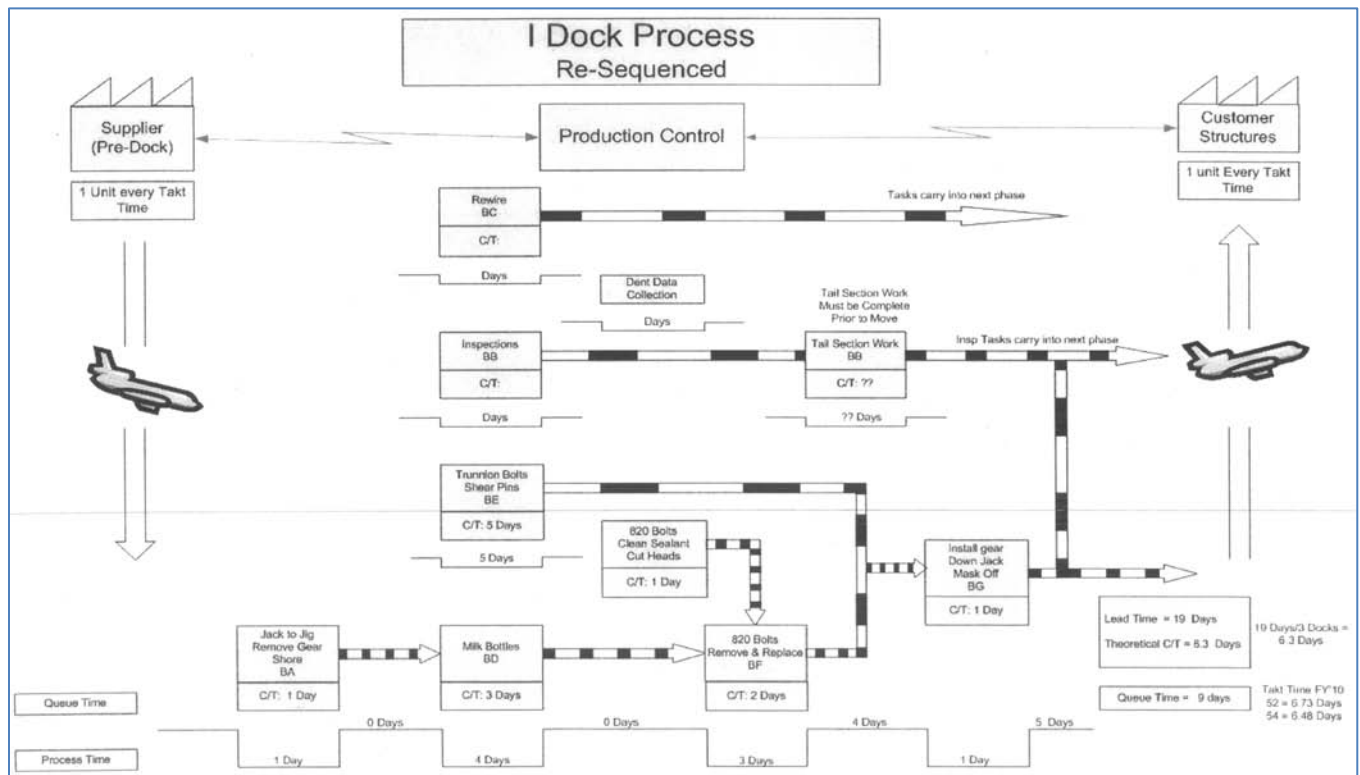 I Dock Process
Re-Sequenced
Supplier
(Pre-Dock)
1 Unit every Takt
Time
Production Control
Customer
Structures
1 unit Every Takt
Time
Rewire
BC
C/T:
Days
Tasks carry into next phase
Dent Data
Collection
Days
Tail Section Work
Must be Complete
Prior to Move
Inspections
BB
C/T:
Days
Tail Section Work
BB
C/T: ??
?? Days
Insp Tasks carry into next phase
Trunnion Bolts
Shear Pins
BE
C/T: 5 Days
5 Days
820 Bolts
Clean Sealant
Cut Heads
C/T: 1 Day
Install gear
Down Jack
Mask Off
BG
C/T: 1 Day
Jack to Jig
Remove Gear
Shore
BA
C/T: 1 Day
Milk Bottles
BD
C/T: 3 Days
820 Bolts
Remove & Replace
BF
C/T: 2 Days
Lead Time = 19 Days
Theoretical C/T = 6.3 Days
19 Days/3 Docks =
6.3 Days
Queue Time = 9 days
Takt Time FY'10
52 = 6.73 Days
54 = 6.48 Days
Queue Time
0 Days
0 Days
4 Days
5 Days
Process Time
1 Day
4 Days
3 Days
1 Day